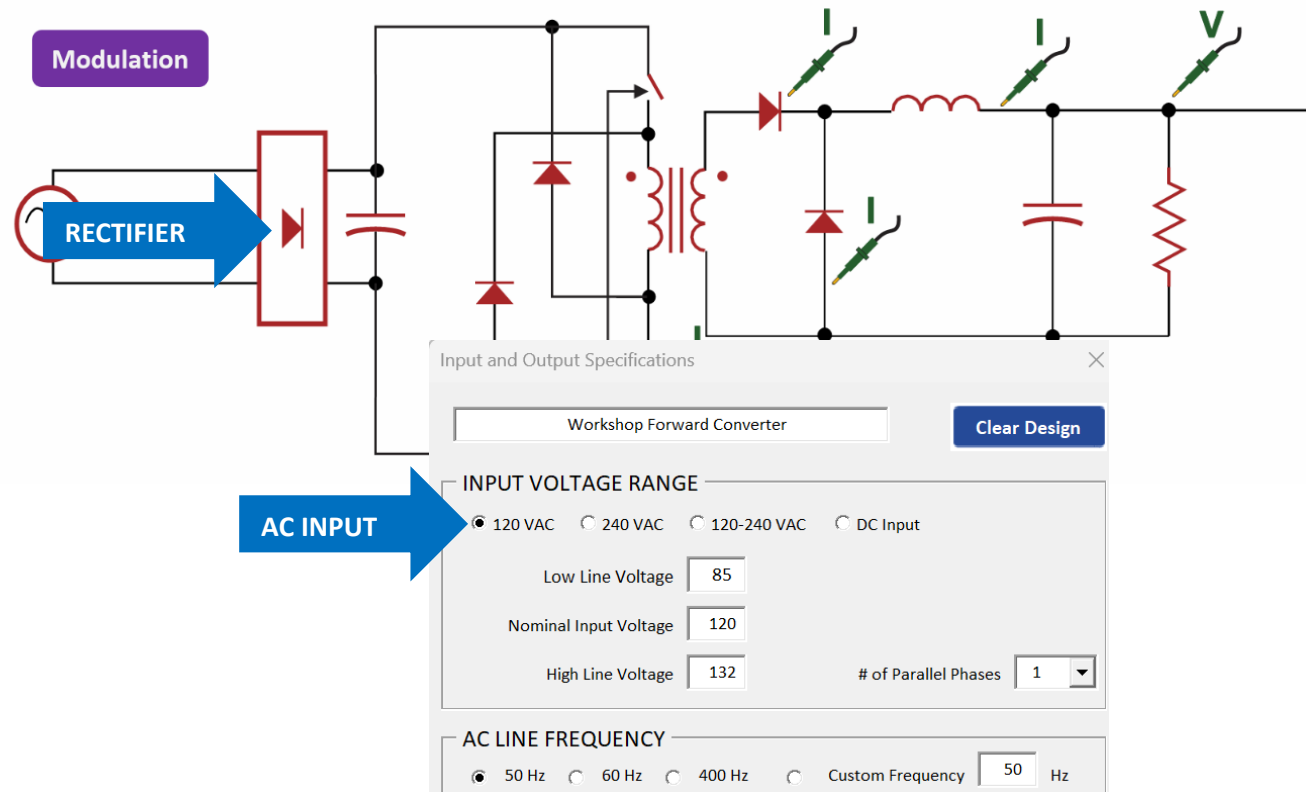 I
I
V
Modulation
RECTIFIER
I
Input and Output Specifications
Workshop Forward Converter
Clear Design
INPUT VOLTAGE RANGE
AC INPUT
120 VAC 240 VAC 120-240 VAC DC Input
Low Line Voltage 85
Nominal Input Voltage 120
High Line Voltage 132 # of Parallel Phases 1
AC LINE FREQUENCY
50 Hz 60 Hz 400 Hz Custom Frequency 50 Hz